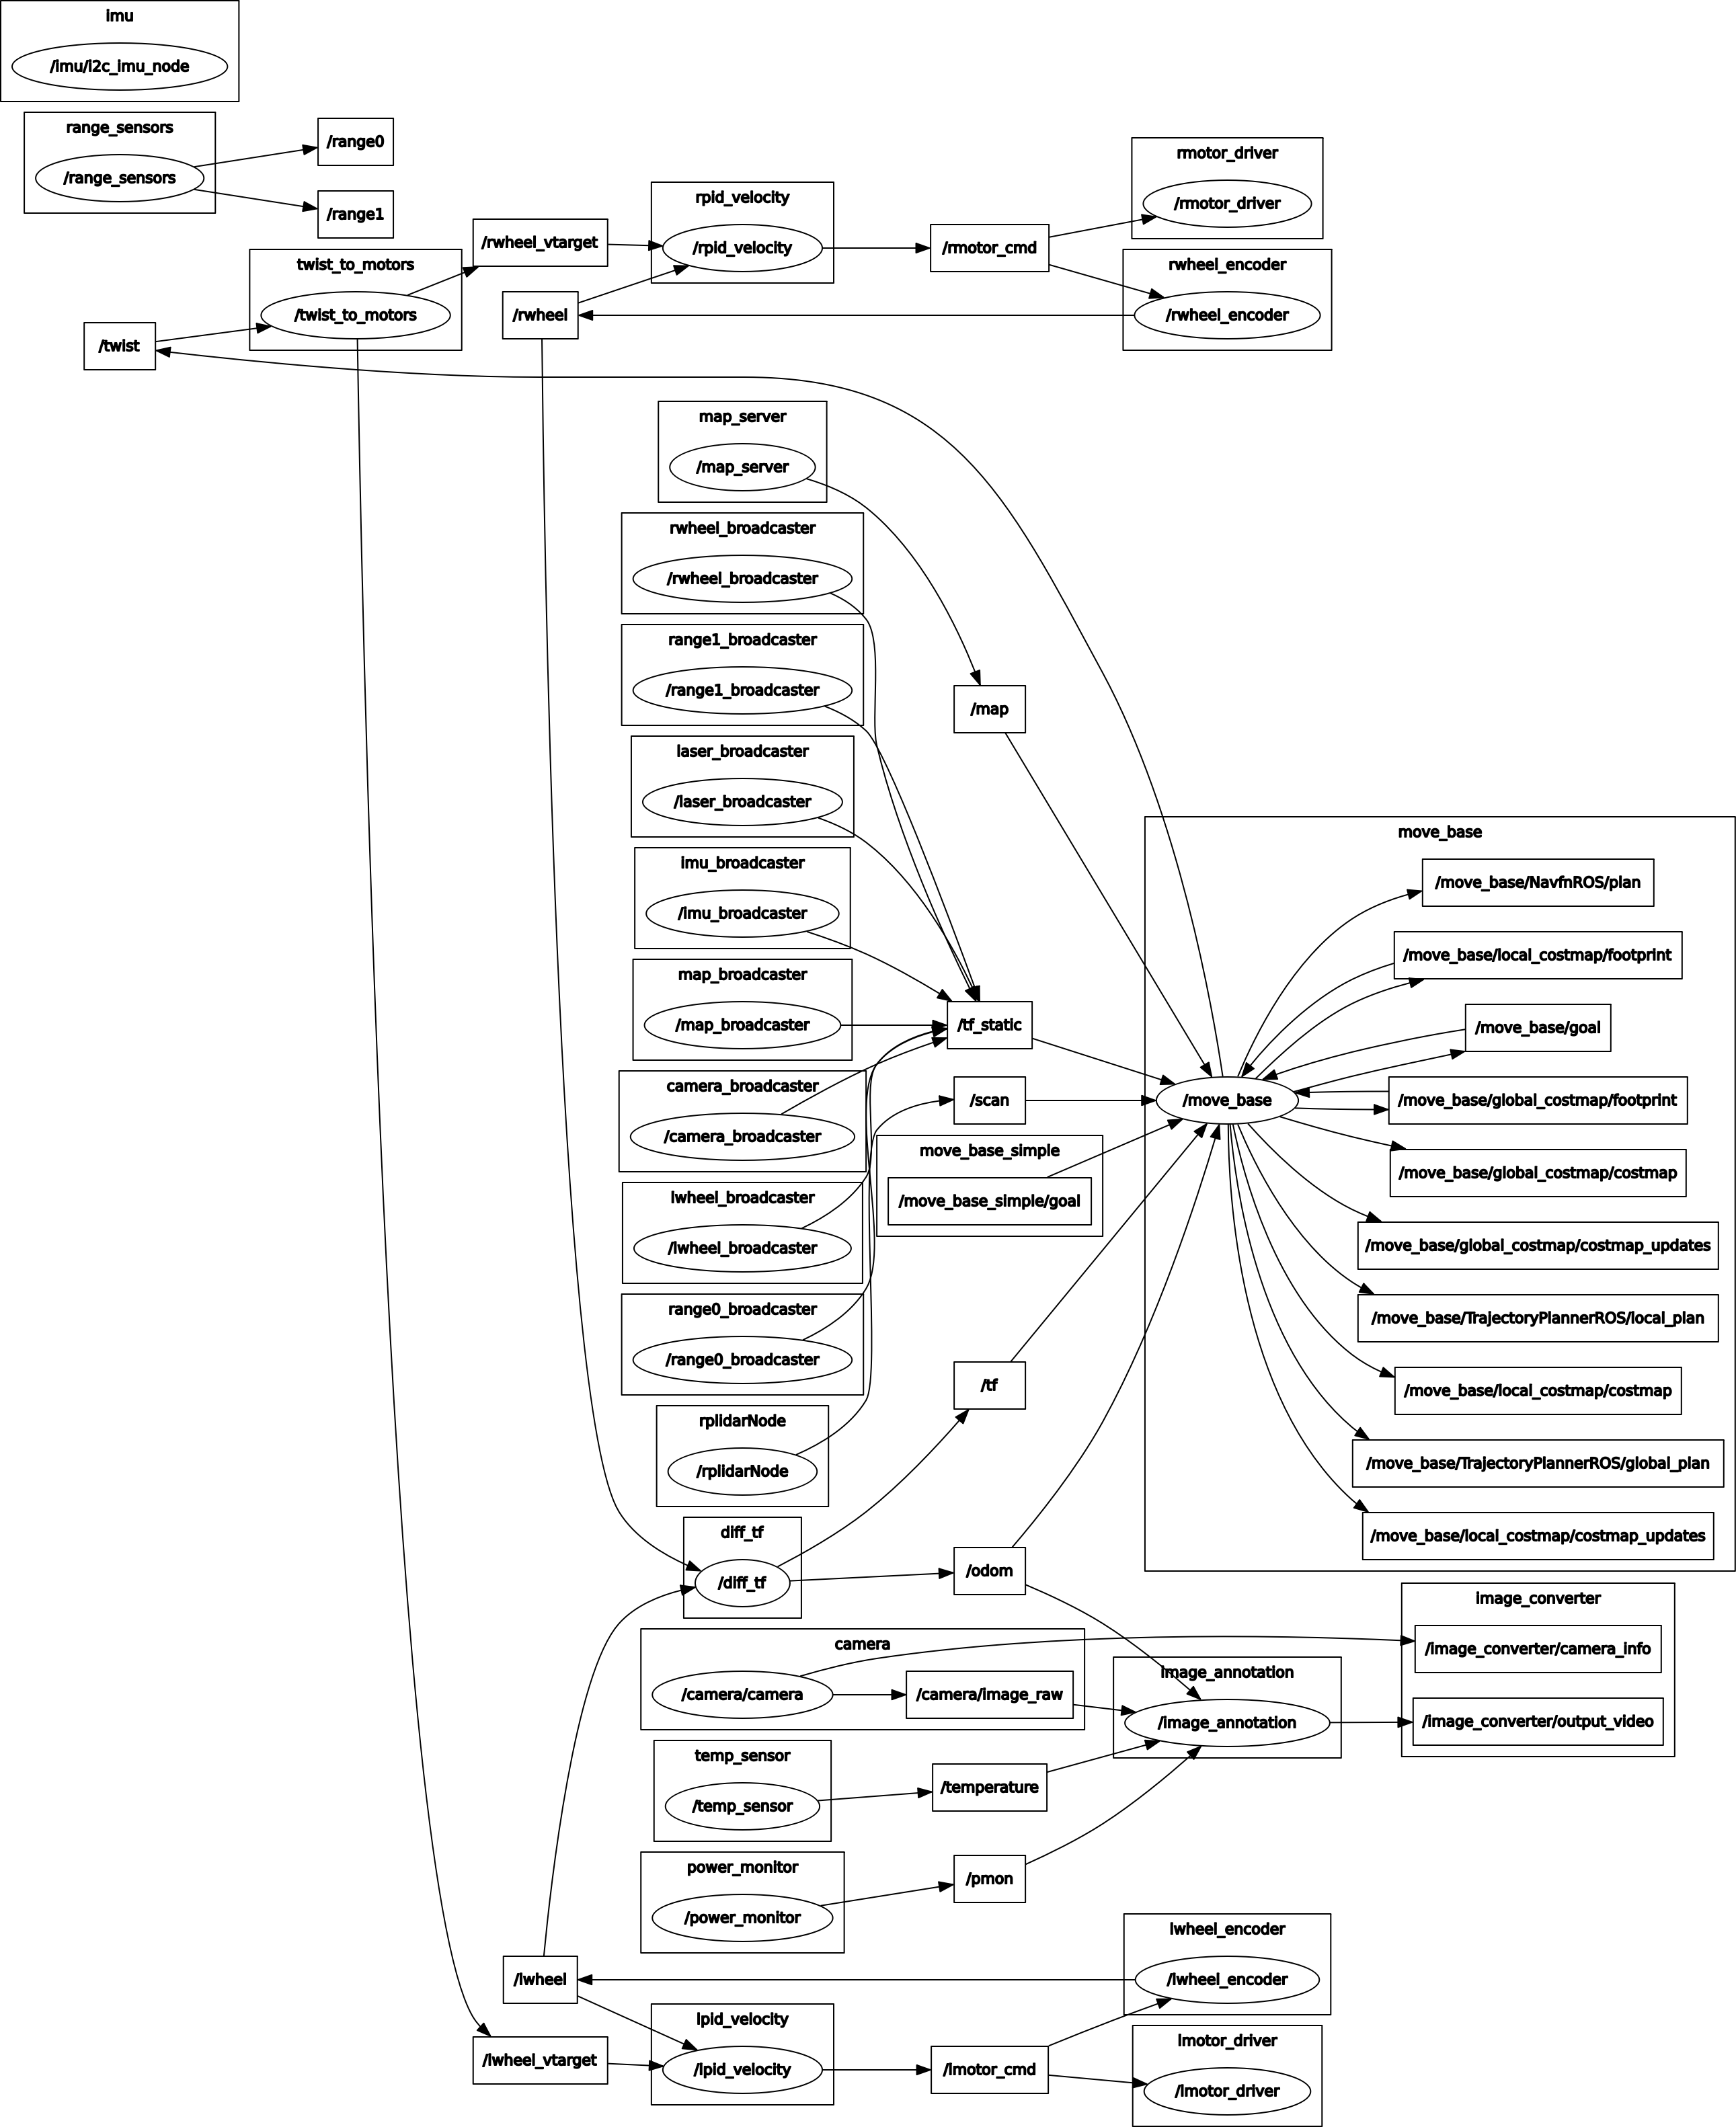 imu
/imu/i2c_imu_node
range_sensors
/range_sensors
/range0
/range1
twist_to_motors
/twist_to_motors
/twist
/rwheel_vtarget
/rwheel
rpid_velocity
/rpid_velocity
/rmotor_cmd
rmotor_driver
/rmotor_driver
rwheel_encoder
/rwheel_encoder
map_server
/map_server
rwheel_broadcaster
/rwheel_broadcaster
range1_broadcaster
/range1_broadcaster
/map
laser_broadcaster
/laser_broadcaster
imu_broadcaster
/imu_broadcaster
map_broadcaster
/map_broadcaster
/tf_static
camera_broadcaster
/camera_broadcaster
/scan
move_base_simple
/move_base_simple/goal
lwheel_broadcaster
/lwheel_broadcaster
range0_broadcaster
/range0_broadcaster
/tf
rplidarNode
/rplidarNode
move_base
/move_base
/move_base/NavfnROS/plan
/move_base/local_costmap/footprint
/move_base/goal
/move_base/global_costmap/footprint
/move_base/global_costmap/costmap
/move_base/global_costmap/costmap_updates
/move_base/TrajectoryPlannerROS/local_plan
/move_base/local_costmap/costmap
/move_base/TrajectoryPlannerROS/global_plan
/move_base/local_costmap/costmap_updates
diff_tf
/diff_tf
/odom
camera
/camera/camera
/camera/image_raw
image_annotation
/image_annotation
image_converter
/image_converter/camera_info
/image_converter/output_video
temp_sensor
/temp_sensor
/temperature
power_monitor
/power_monitor
/pmon
/lwheel
/lwheel_vtarget
lpid_velocity
/lpid_velocity
/lmotor_cmd
lwheel_encoder
/lwheel_encoder
lmotor_driver
/lmotor_driver